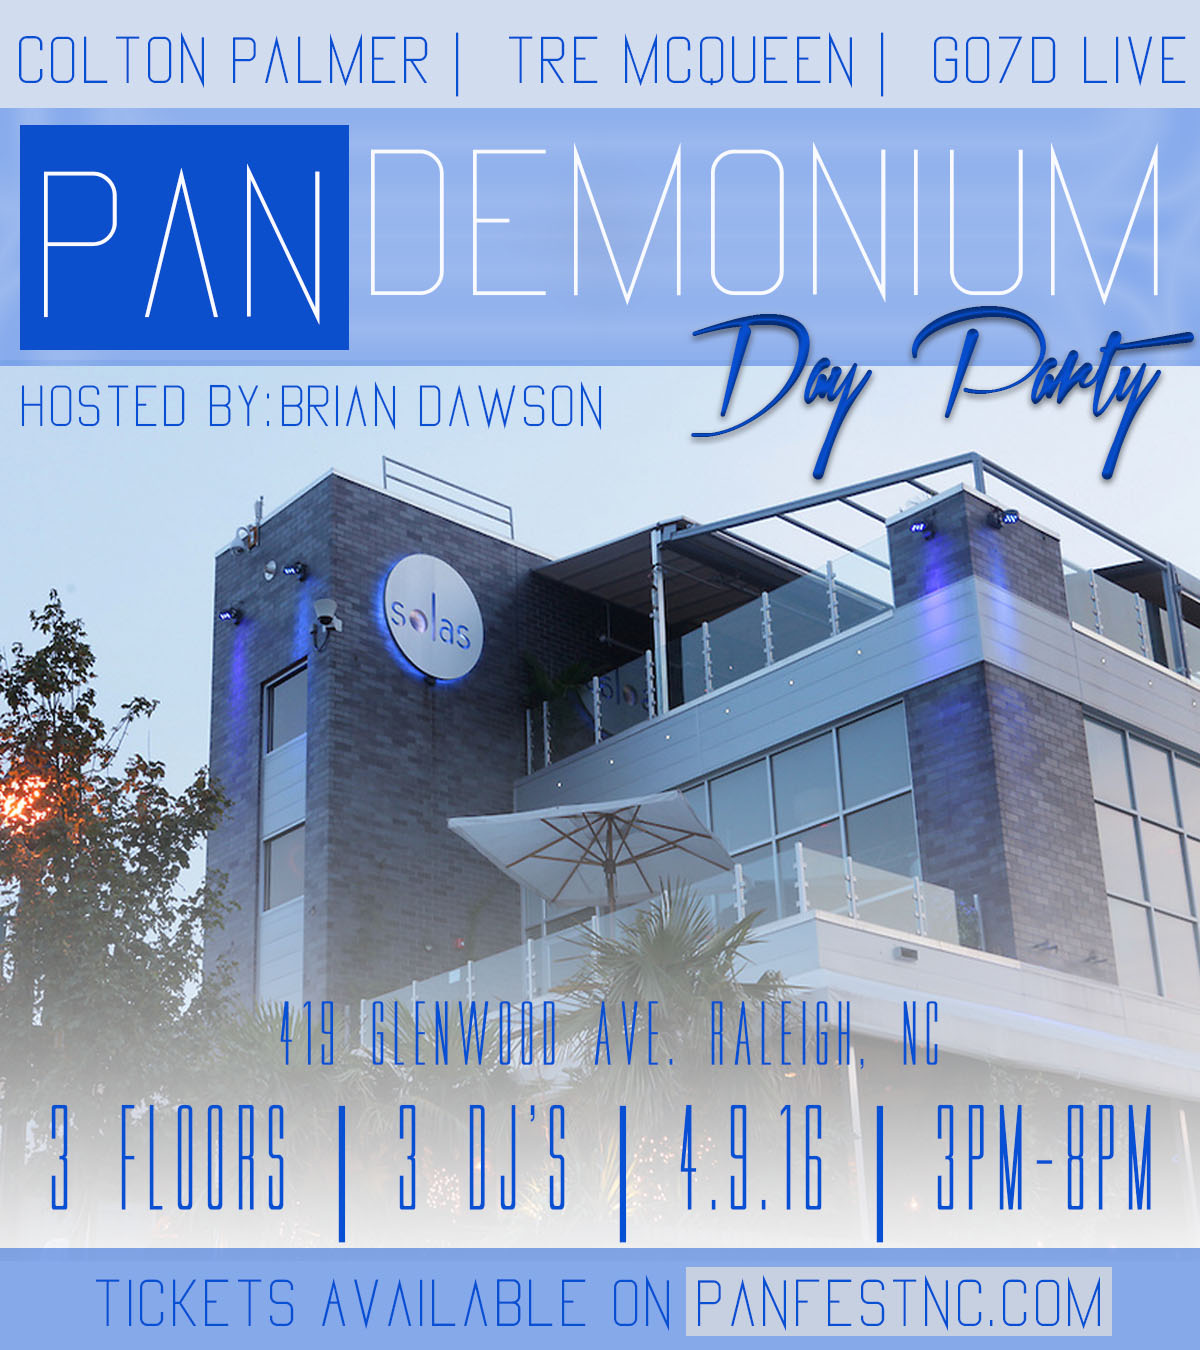 COLTON PALMER | TRE MCQUEEN | GO7D LIVE
PANDEMONIUM
Day Party
HOSTED BY:BRIAN DAWSON
solas
419 GLENWOOD AVE. RALEIGH, NC
3 FLOORS | 3 DJ'S | 4.9.16 | 3PM-8PM
TICKETS AVAILABLE ON PANFESTNC.COM